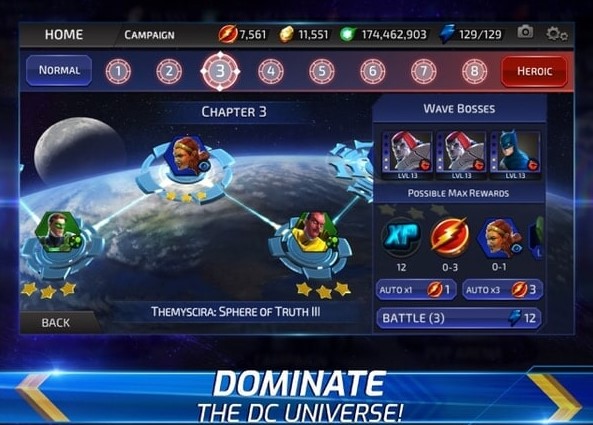 HOME CAMPAIGN 7,561 11,551 174,462,903 129/129
NORMAL 1 2 3 4 5 6 7 8 HEROIC
CHAPTER 3
WAVE BOSSES
LVL 13 LVL 13 LVL 13
POSSIBLE MAX REWARDS
XP
12 0-3 0-1
AUTO X1 1 AUTO X3 3
THEMYSCIRA: SPHERE OF TRUTH III
BATTLE (3) 12
BACK
DOMINATE
THE DC UNIVERSE!